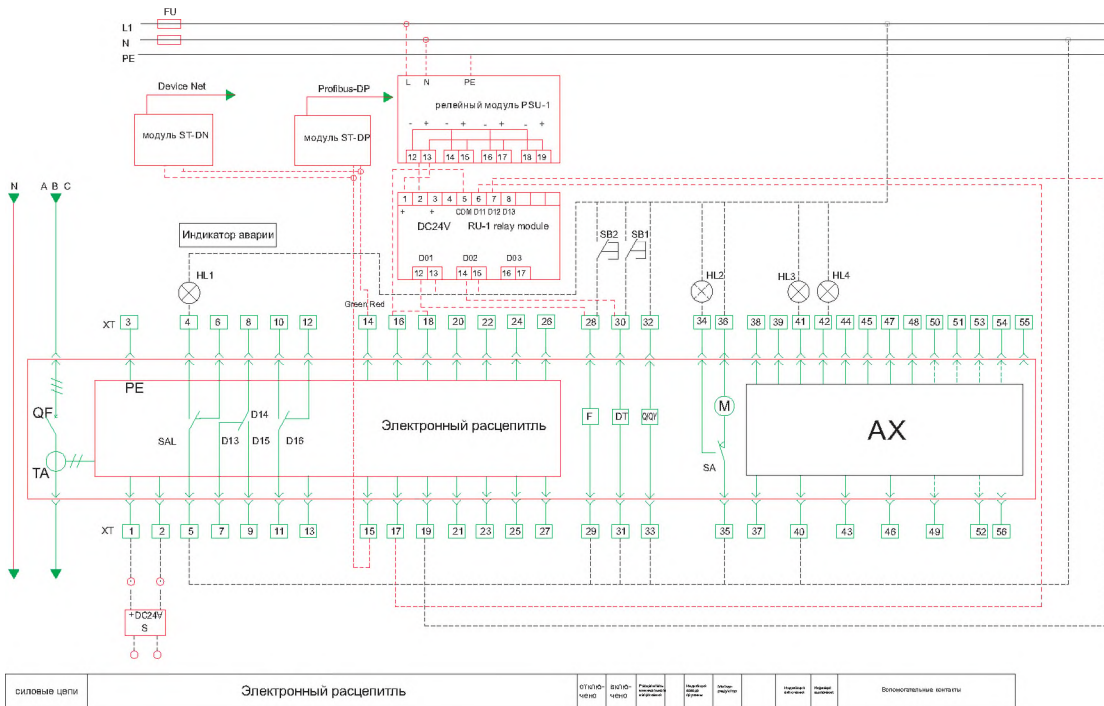 FU
L1
N
PE
Device Net
Profibus-DP
L N PE
релейный модуль PSU-1
- + - + - + - +
12 13 14 15 16 17 18 19
модуль ST-DN
модуль ST-DP
N A B C
1 2 3 4 5 6 7 8
+ + COM D11 D12 D13
DC24V RU-1 relay module
D01 D02 D03
12 13 14 15 16 17
SB2 SB1
Индикатор аварии
HL1 HL2 HL3 HL4
Green Red
XT 3 4 6 8 10 12 14 16 18 20 22 24 26 28 30 32 34 36 38 39 41 42 44 45 47 48 50 51 53 54 55
PE
QF
TA
SAL D13 D14 D15 D16
Электронный расцепитль
F DT Q/QY
M
SA
AX
XT 1 2 5 7 9 11 13 15 17 19 21 23 25 27 29 31 33 35 37 40 43 46 49 52 56
+DC24V
S
силовые цепи
Электронный расцепитль
отклю-
чено
вклю-
чено
Вспомогательные контакты